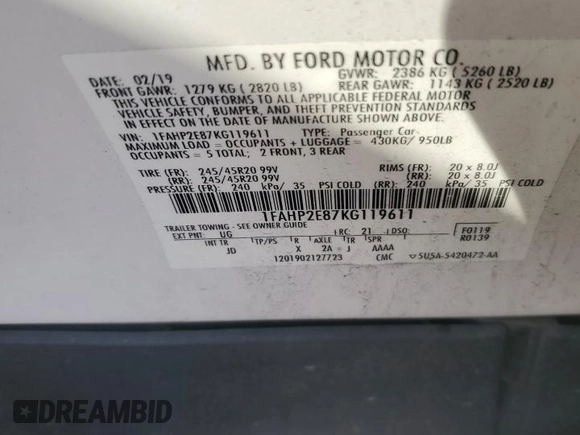 MFD. BY FORD MOTOR CO.
DATE: 02/19 GVWR: 2386 KG ( 5260 LB)
FRONT GAWR: 1279 KG ( 2820 LB) REAR GAWR: 1143 KG ( 2520 LB)
THIS VEHICLE CONFORMS TO ALL APPLICABLE FEDERAL MOTOR
VEHICLE SAFETY, BUMPER, AND THEFT PREVENTION STANDARDS
IN EFFECT ON THE DATE OF MANUFACTURE SHOWN ABOVE.
VIN: 1FAHP2E87KG119611 TYPE: Passenger Car
MAXIMUM LOAD = OCCUPANTS + LUGGAGE = 430KG/ 950LB
OCCUPANTS = 5 TOTAL; 2 FRONT, 3 REAR
TIRE (FR): 245/45R20 99V RIMS (FR): 20 x 8.0J
(RR): 245/45R20 99V (RR): 20 x 8.0J
PRESSURE (FR): 240 kPa/ 35 PSI COLD (RR) 240 kPa/ 35 PSI COLD
1FAHP2E87KG119611
TRAILER TOWING - SEE OWNER GUIDE
EXT PNT: UG RC: 21 DSO: F0119
INT TR TP/PS R AXLE TR SPR R0139
JD X 2A J AAAA
1201902127723 CMC 5U5A-5420472-AA
DREAMBID